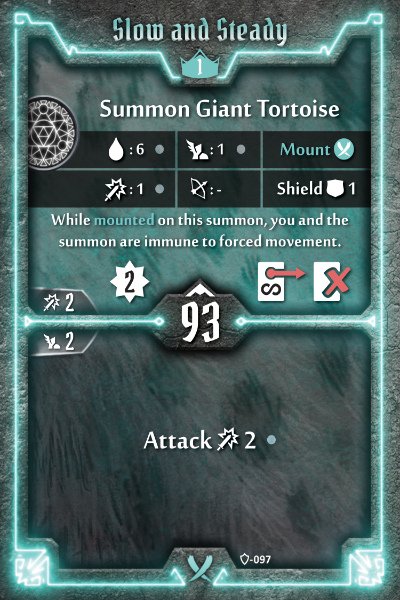 Slow and Steady
1
Summon Giant Tortoise
: 6 : 1 Mount
: 1 : - Shield 1
While mounted on this summon, you and the
summon are immune to forced movement.
2
2
93
2
Attack 2
-097